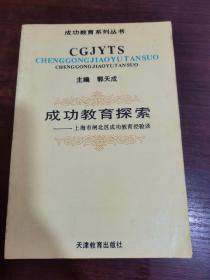 成功教育系列丛书
CGJYTS
CHENGGONGJIAOYUTANSUO
CHENGGONGJIAOYUTANSUO
主编 郭天成
成功教育探索
——上海市闸北区成功教育经验谈
天津教育出版社